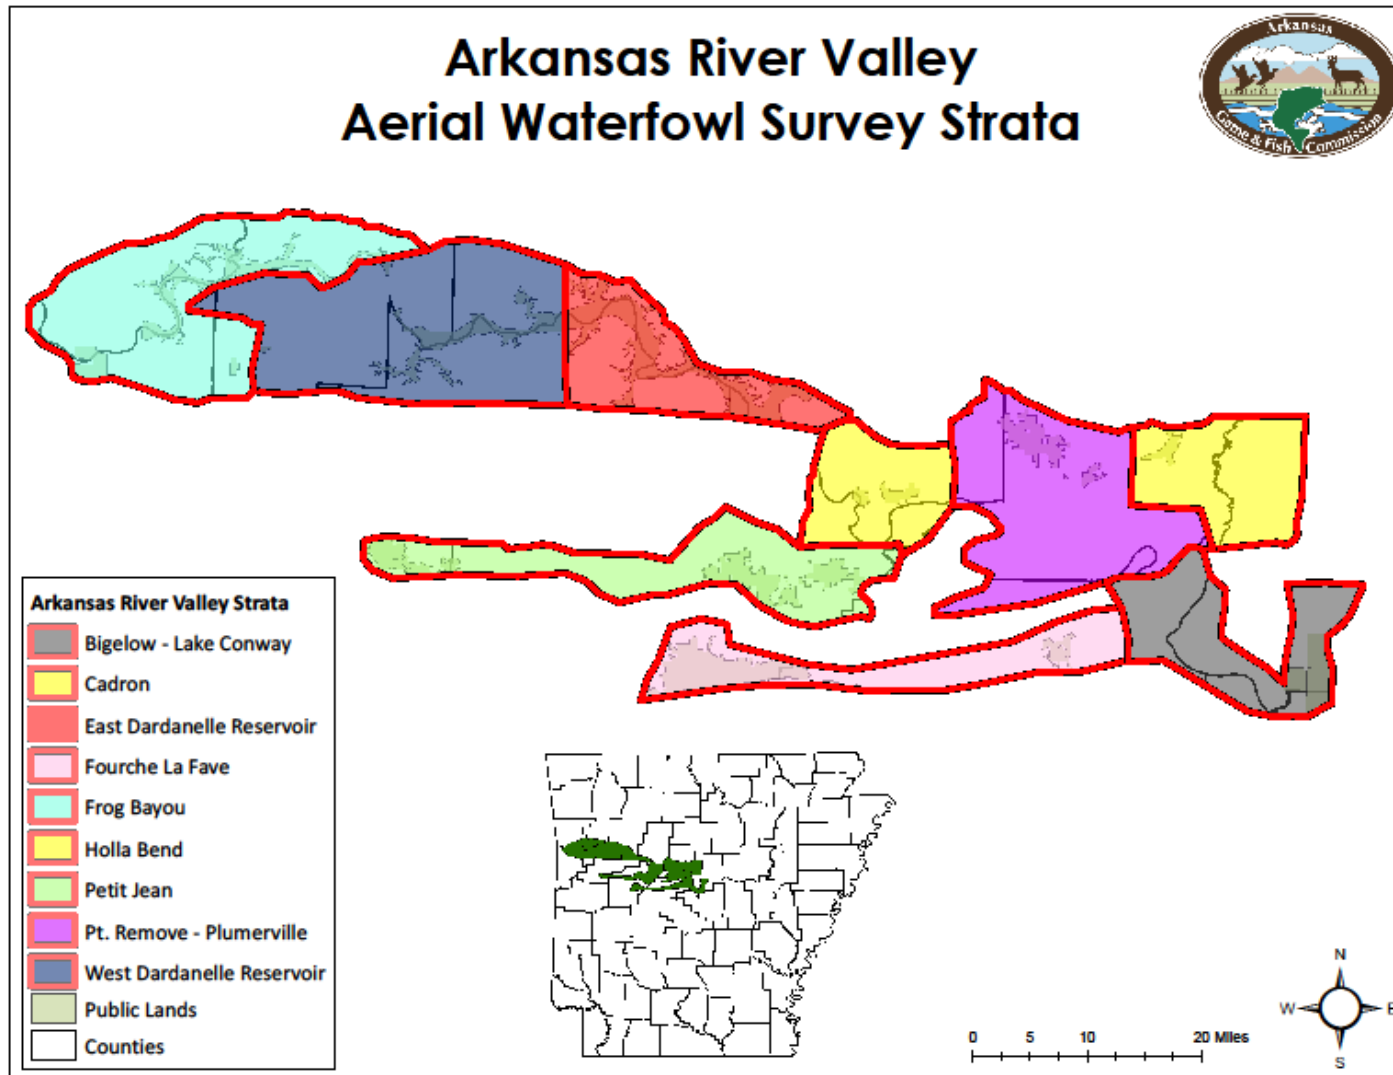 Arkansas River Valley
Aerial Waterfowl Survey Strata
Arkansas
Game & Fish Commission
Arkansas River Valley Strata
Bigelow - Lake Conway
Cadron
East Dardanelle Reservoir
Fourche La Fave
Frog Bayou
Holla Bend
Petit Jean
Pt. Remove - Plumerville
West Dardanelle Reservoir
Public Lands
Counties
0 5 10 20 Miles
N
W E
S